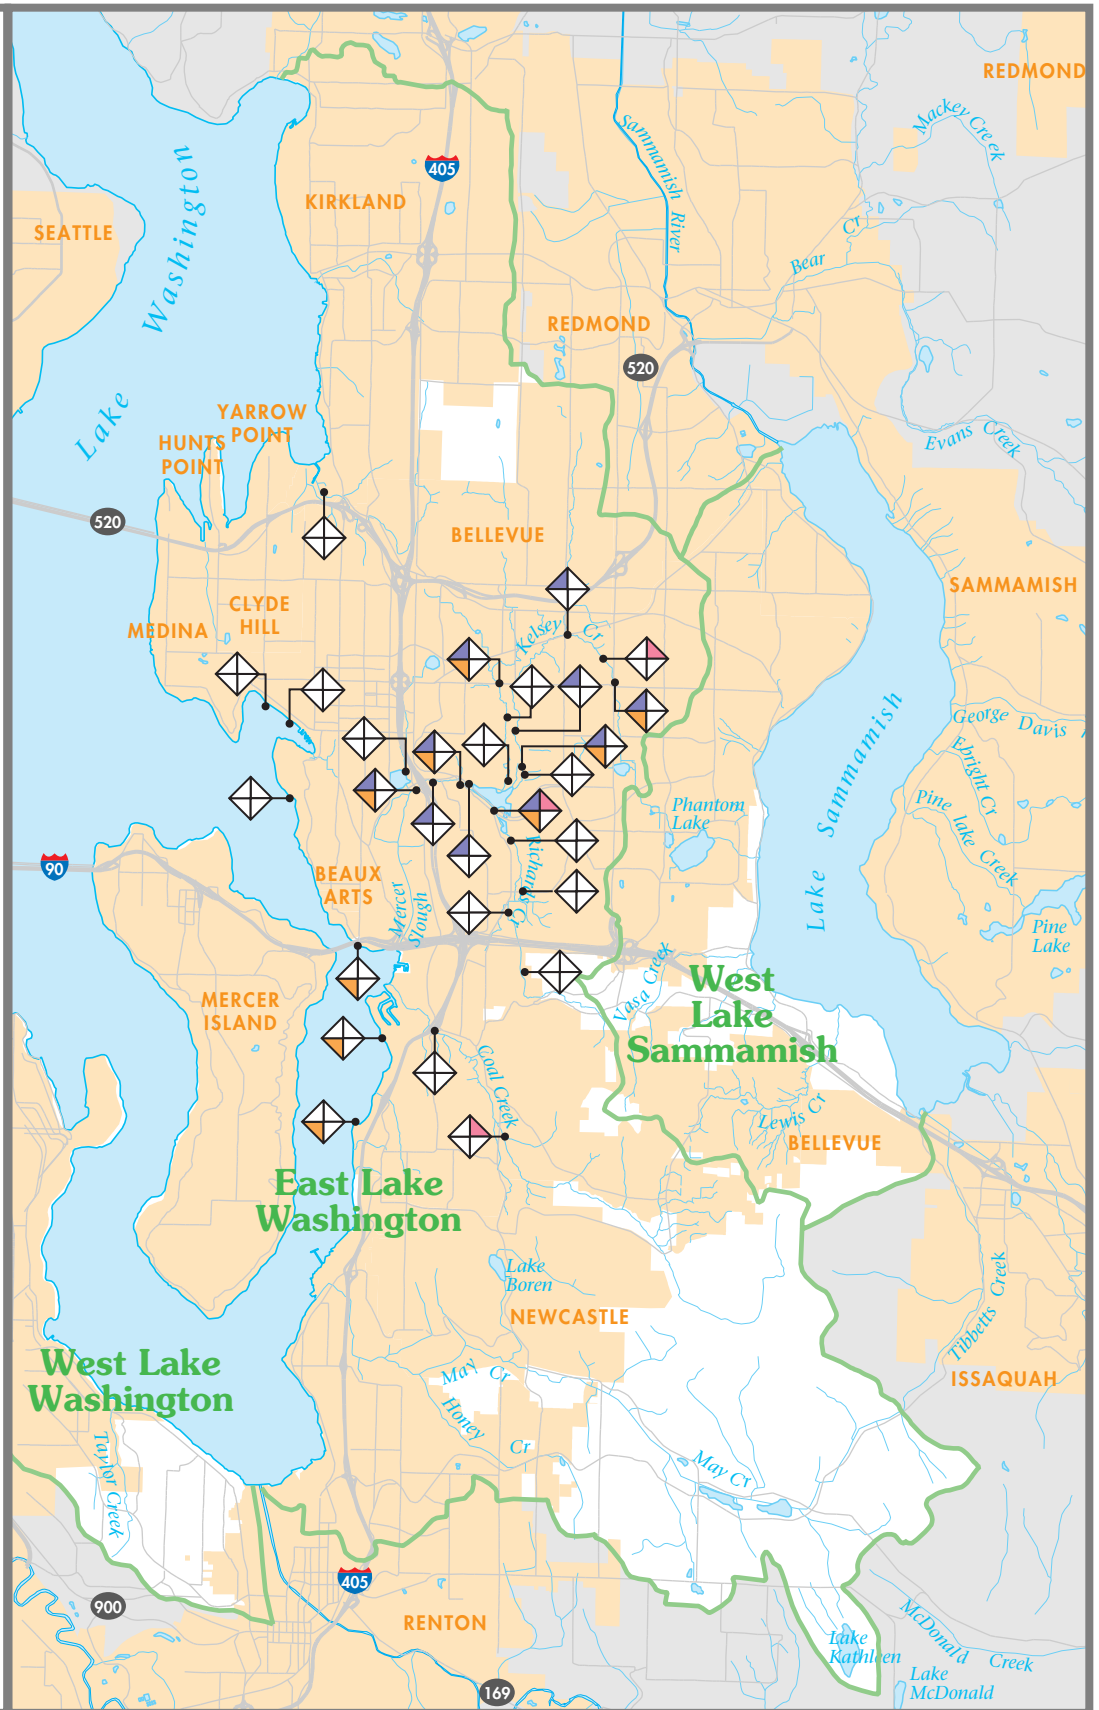 REDMOND
Mackey Creek
Sammamish River
405
KIRKLAND
SEATTLE
Lake Washington
Bear Cr
REDMOND
520
YARROW
POINT
HUNTS
POINT
Evans Creek
520
BELLEVUE
SAMMAMISH
CLYDE
HILL
MEDINA
Kelsey Cr
George Davis
Ebright Cr
Pine lake Creek
Lake Sammamish
Phantom
Lake
Richards Cr
90
BEAUX
ARTS
Mercer
Slough
Pine
Lake
Vasa Creek
West
Lake
Sammamish
MERCER
ISLAND
Coal Creek
Lewis Cr
BELLEVUE
East Lake
Washington
Lake
Boren
NEWCASTLE
Tibbetts Creek
ISSAQUAH
West Lake
Washington
May Cr
Honey Cr
May Cr
Taylor Creek
405
900
RENTON
McDonald Creek
Lake
Kathleen
Lake
McDonald
169